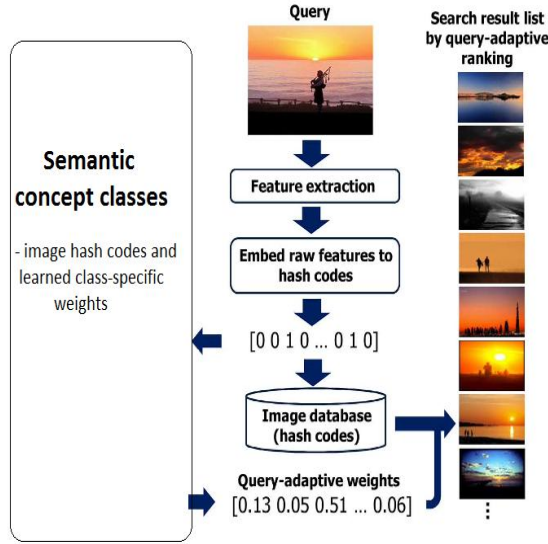 Query
Search result list
by query-adaptive
ranking
Semantic
concept classes
- image hash codes and
learned class-specific
weights
Feature extraction
Embed raw features to
hash codes
[0 0 1 0 ... 0 1 0]
Image database
(hash codes)
Query-adaptive weights
[0.13 0.05 0.51 ... 0.06]